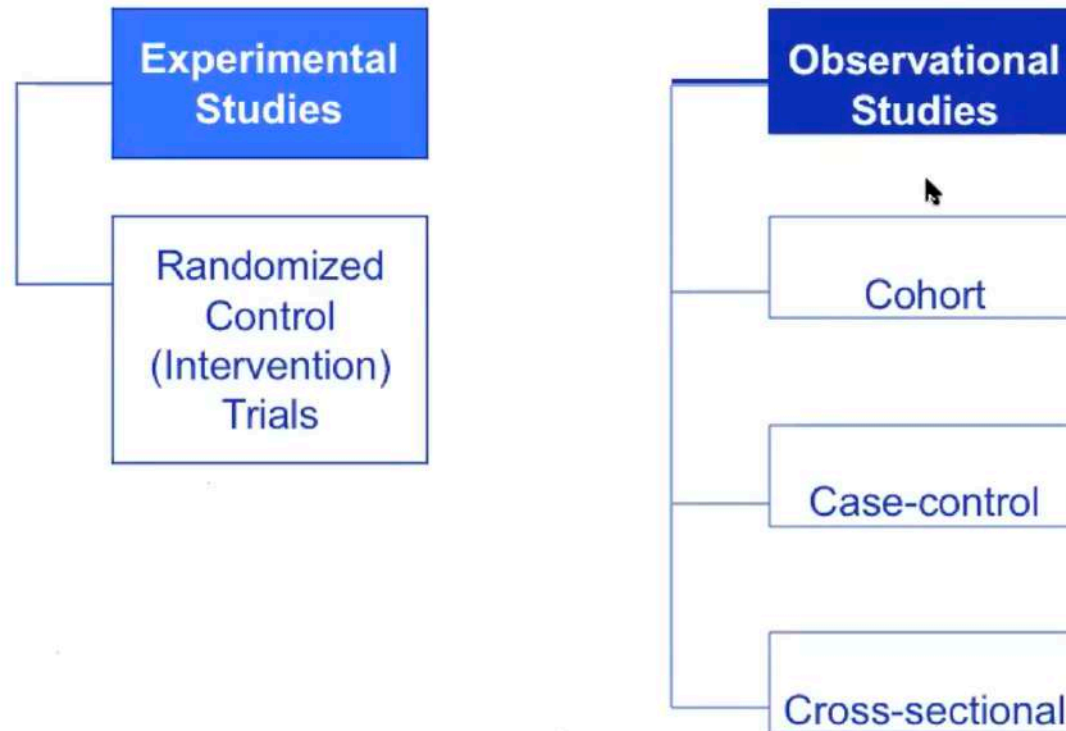 Experimental
Studies
Randomized
Control
(Intervention)
Trials
Observational
Studies
Cohort
Case-control
Cross-sectional